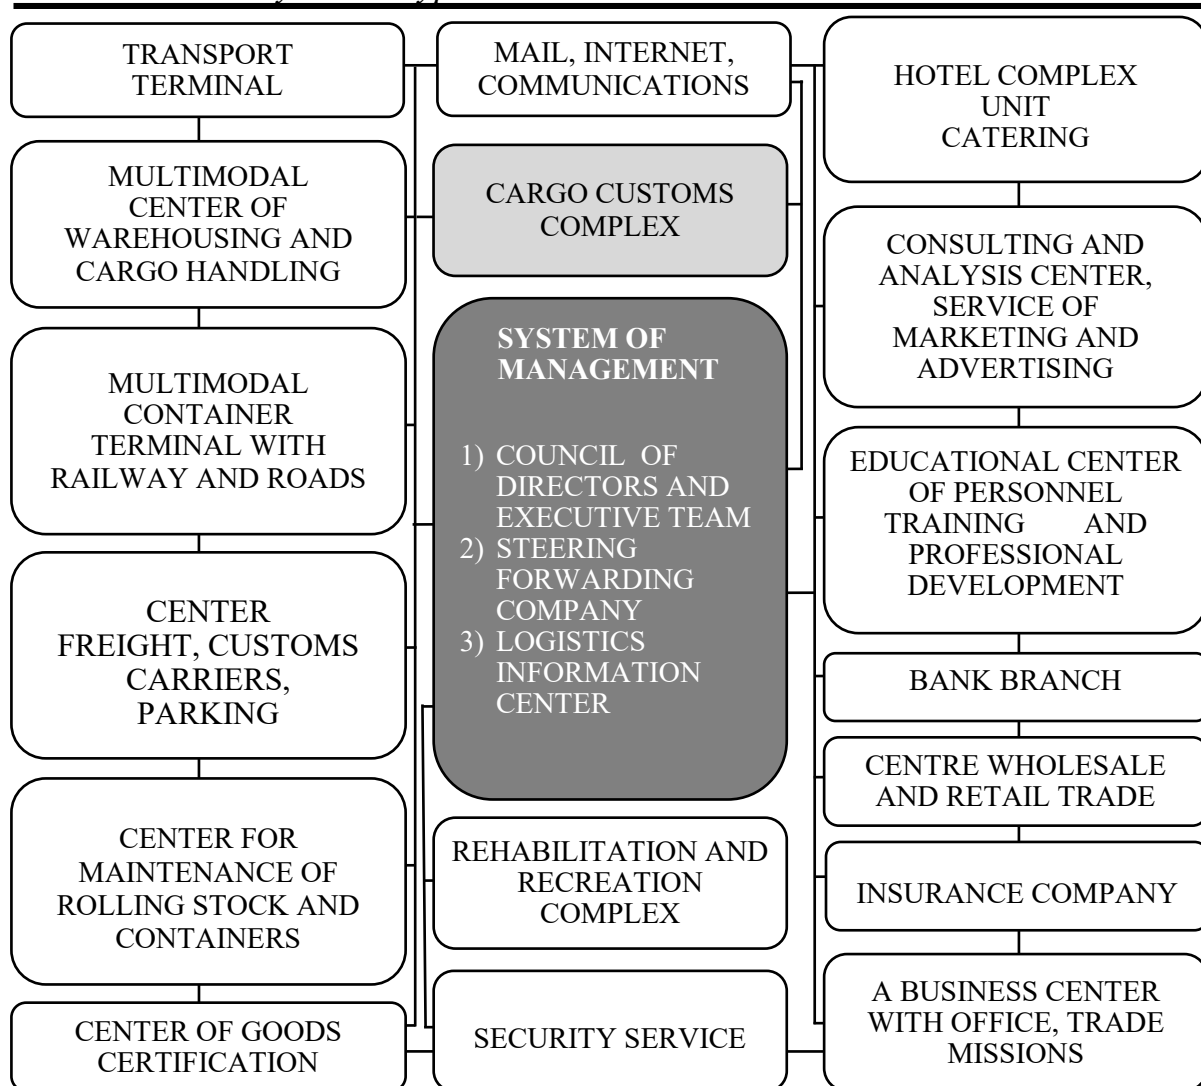 TRANSPORT
TERMINAL
MULTIMODAL
CENTER OF
WAREHOUSING AND
CARGO HANDLING
MULTIMODAL
CONTAINER
TERMINAL WITH
RAILWAY AND ROADS
CENTER
FREIGHT, CUSTOMS
CARRIERS,
PARKING
CENTER FOR
MAINTENANCE OF
ROLLING STOCK AND
CONTAINERS
CENTER OF GOODS
CERTIFICATION
MAIL, INTERNET,
COMMUNICATIONS
CARGO CUSTOMS
COMPLEX
SYSTEM OF
MANAGEMENT
1) COUNCIL OF
DIRECTORS AND
EXECUTIVE TEAM
2) STEERING
FORWARDING
COMPANY
3) LOGISTICS
INFORMATION
CENTER
REHABILITATION AND
RECREATION
COMPLEX
SECURITY SERVICE
HOTEL COMPLEX
UNIT
CATERING
CONSULTING AND
ANALYSIS CENTER,
SERVICE OF
MARKETING AND
ADVERTISING
EDUCATIONAL CENTER
OF PERSONNEL
TRAINING AND
PROFESSIONAL
DEVELOPMENT
BANK BRANCH
CENTRE WHOLESALE
AND RETAIL TRADE
INSURANCE COMPANY
A BUSINESS CENTER
WITH OFFICE, TRADE
MISSIONS